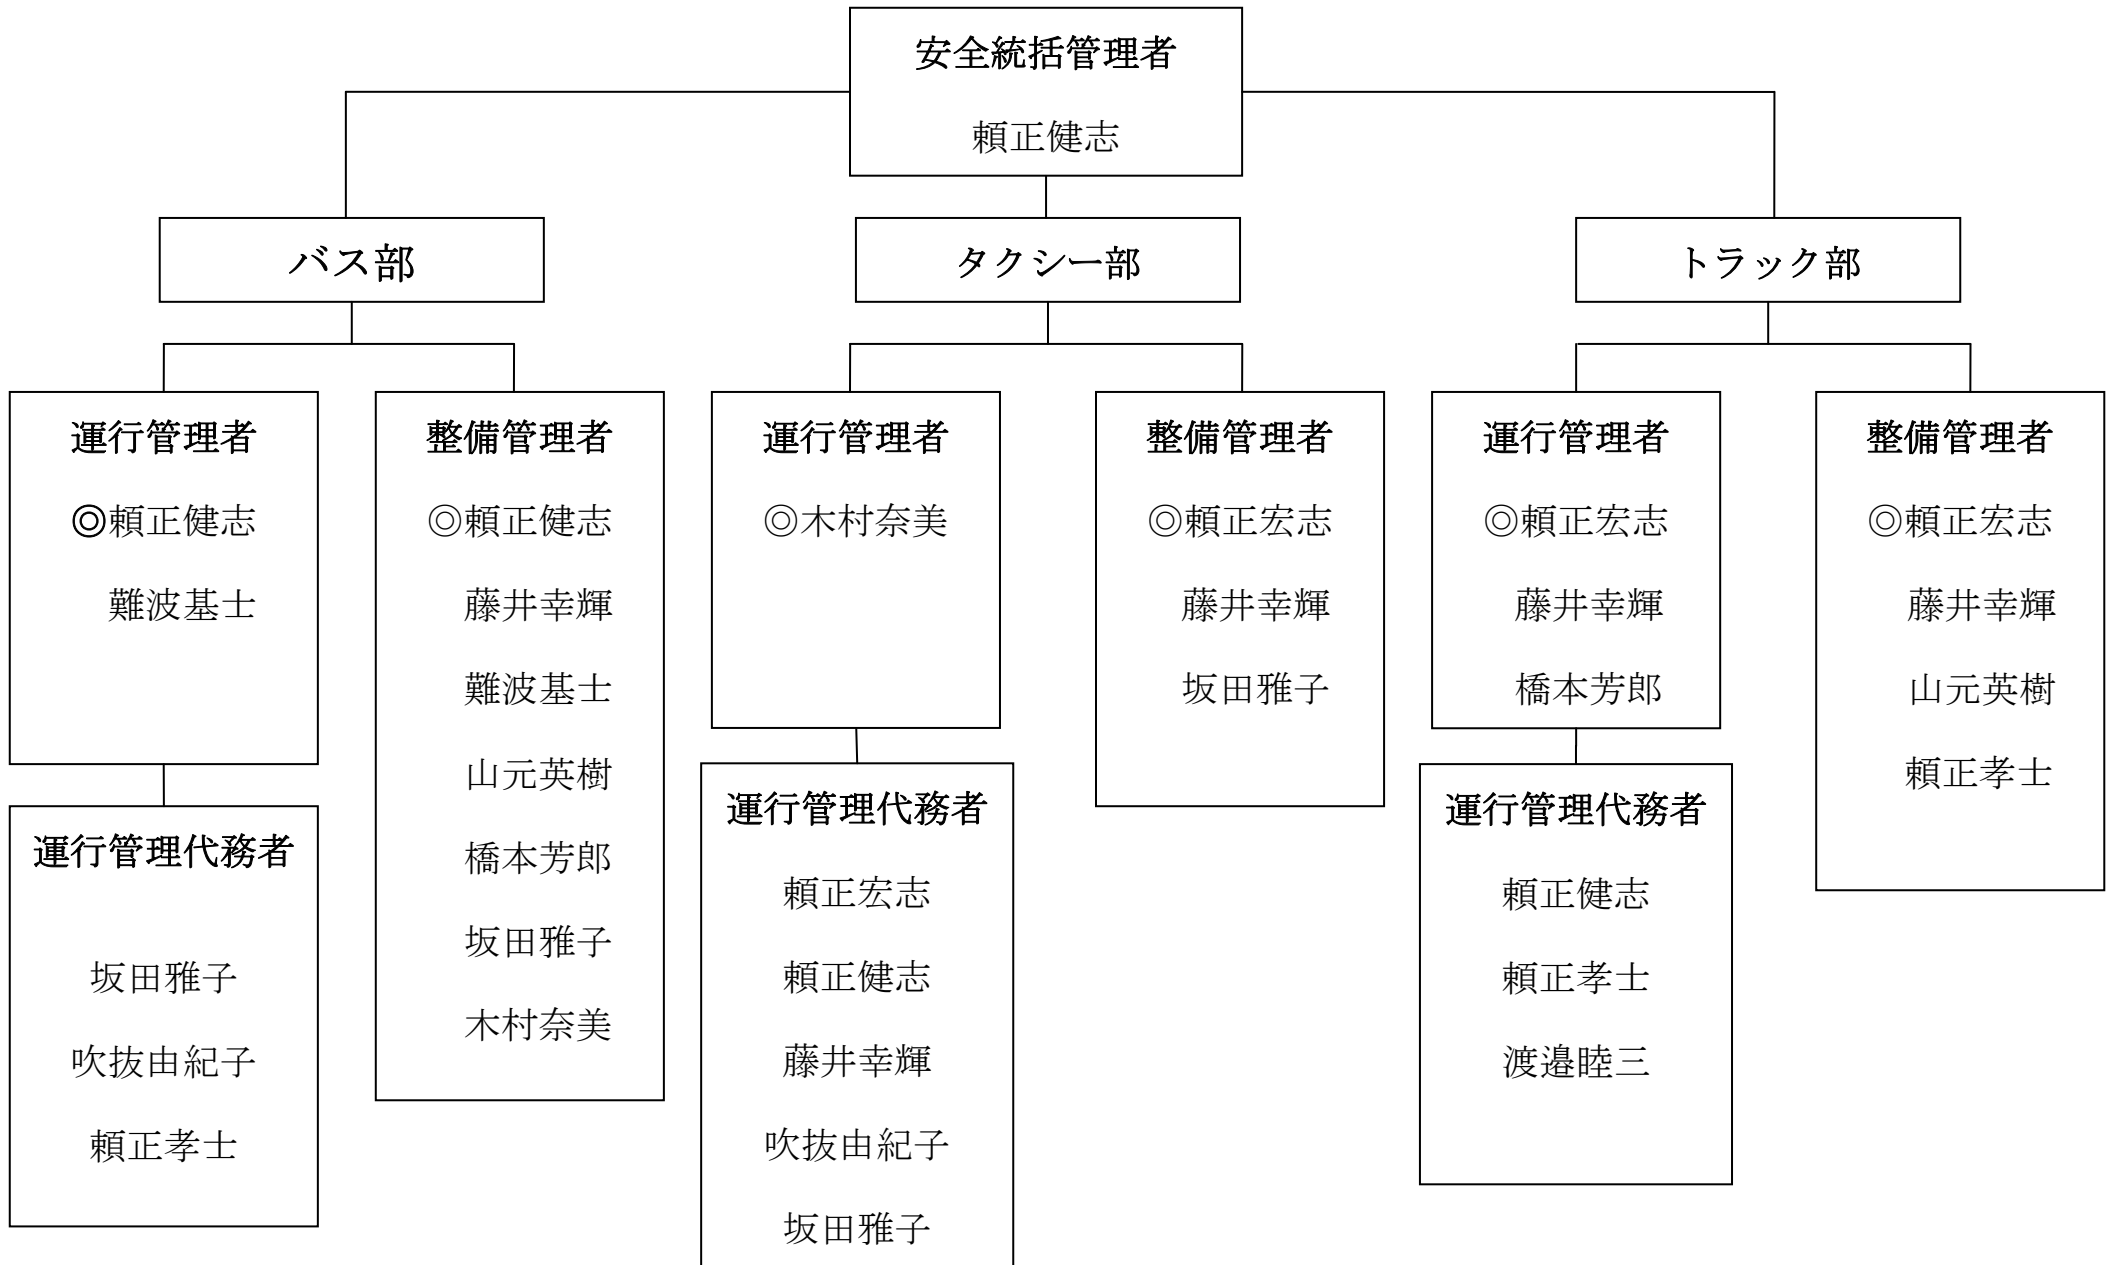 安全統括管理者
頼正健志
バス部
運行管理者
◎頼正健志
難波基士
運行管理代務者
坂田雅子
吹抜由紀子
頼正孝士
整備管理者
◎頼正健志
藤井幸輝
難波基士
山元英樹
橋本芳郎
坂田雅子
木村奈美
タクシー部
運行管理者
◎木村奈美
運行管理代務者
頼正宏志
頼正健志
藤井幸輝
吹抜由紀子
坂田雅子
整備管理者
◎頼正宏志
藤井幸輝
坂田雅子
トラック部
運行管理者
◎頼正宏志
藤井幸輝
橋本芳郎
運行管理代務者
頼正健志
頼正孝士
渡邉睦三
整備管理者
◎頼正宏志
藤井幸輝
山元英樹
頼正孝士